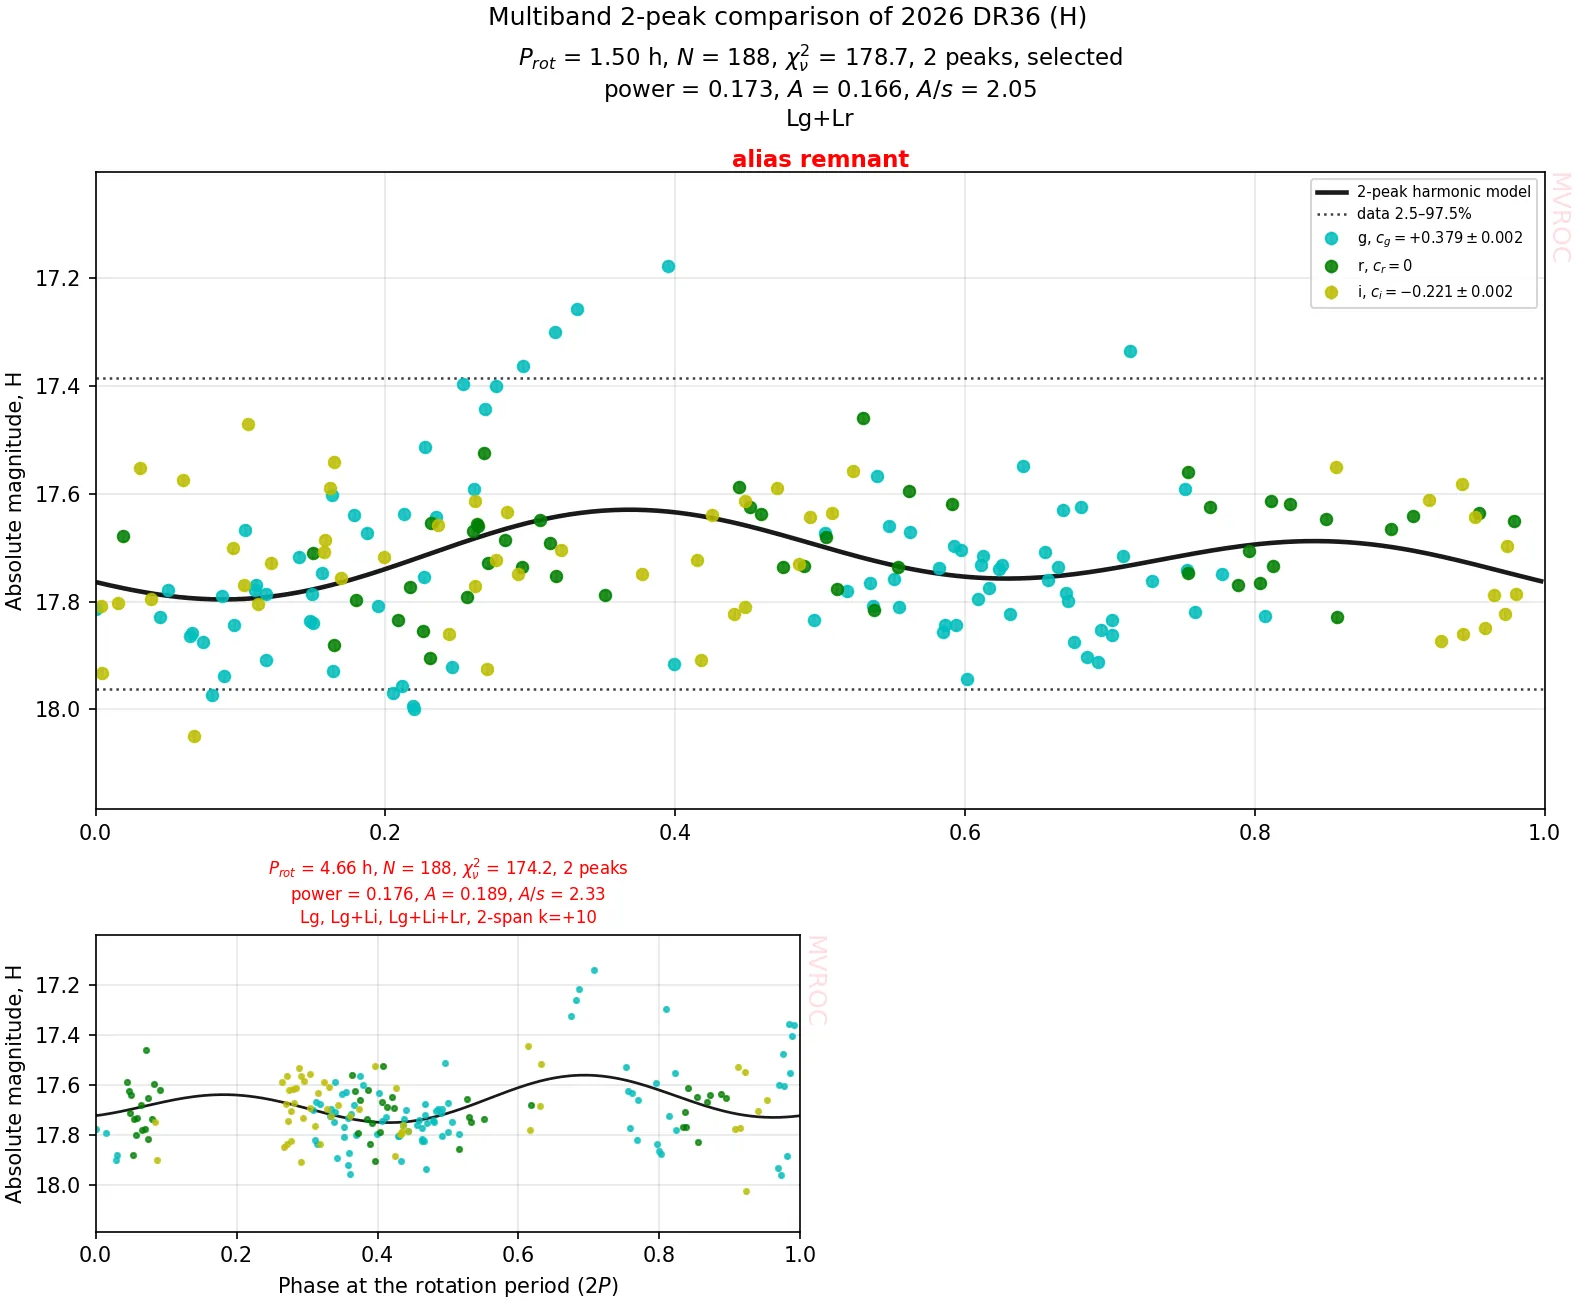 Multiband 2-peak comparison of 2026 DR36 (H)
P_rot = 1.50 h, N = 188, χ²_ν = 178.7, 2 peaks, selected
power = 0.173, A = 0.166, A/s = 2.05
Lg+Lr
alias remnant
2-peak harmonic model
data 2.5–97.5%
g, c_g = +0.379 ± 0.002
r, c_r = 0
i, c_i = −0.221 ± 0.002
MVROC
Absolute magnitude, H
17.2
17.4
17.6
17.8
18.0
0.0 0.2 0.4 0.6 0.8 1.0
P_rot = 4.66 h, N = 188, χ²_ν = 174.2, 2 peaks
power = 0.176, A = 0.189, A/s = 2.33
Lg, Lg+Li, Lg+Li+Lr, 2-span k=+10
MVROC
Absolute magnitude, H
17.2
17.4
17.6
17.8
18.0
0.0 0.2 0.4 0.6 0.8 1.0
Phase at the rotation period (2P)